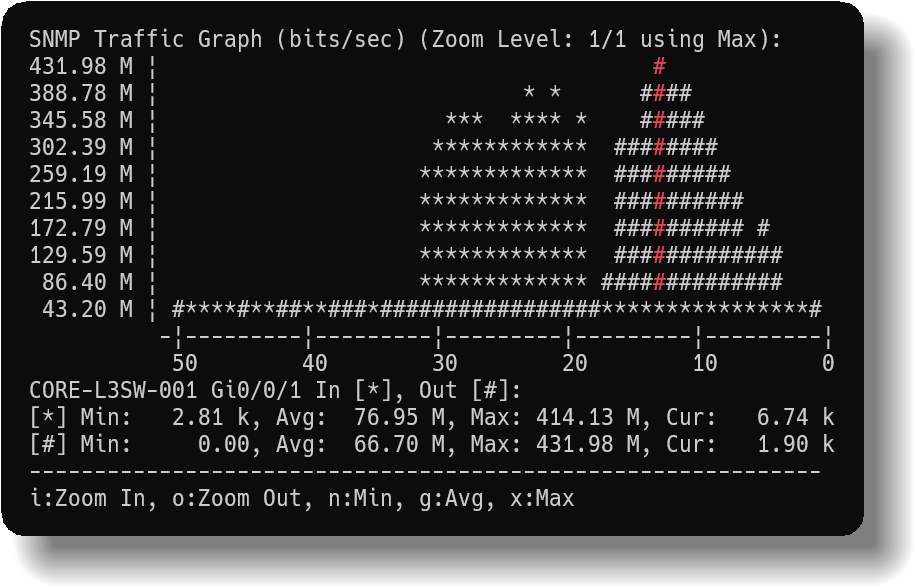 SNMP Traffic Graph (bits/sec) (Zoom Level: 1/1 using Max):
431.98 M ¦                                      #
388.78 M ¦                            * *      ####
345.58 M ¦                      ***  **** *    #####
302.39 M ¦                     ************  ########
259.19 M ¦                    *************  #########
215.99 M ¦                    *************  ##########
172.79 M ¦                    *************  ########## #
129.59 M ¦                    *************  #############
 86.40 M ¦                    ************* ##############
 43.20 M ¦ #****#**##**###*#################****************#
          -¦---------¦---------¦---------¦---------¦---------¦
           50        40        30        20        10        0
CORE-L3SW-001 Gi0/0/1 In [*], Out [#]:
[*] Min:   2.81 k, Avg:  76.95 M, Max: 414.13 M, Cur:   6.74 k
[#] Min:     0.00, Avg:  66.70 M, Max: 431.98 M, Cur:   1.90 k
-------------------------------------------------------------
i:Zoom In, o:Zoom Out, n:Min, g:Avg, x:Max